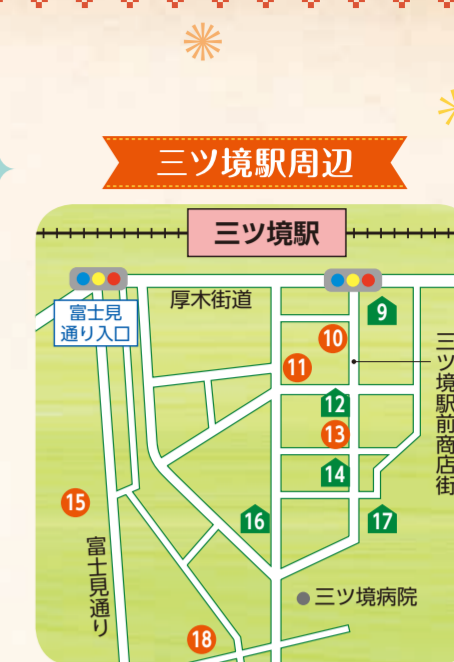 三ツ境駅周辺
三ツ境駅
厚木街道
富士見
通り入口
9
10
三ツ境駅前商店街
11
12
13
14
15
16
17
富士見通り
三ツ境病院
18